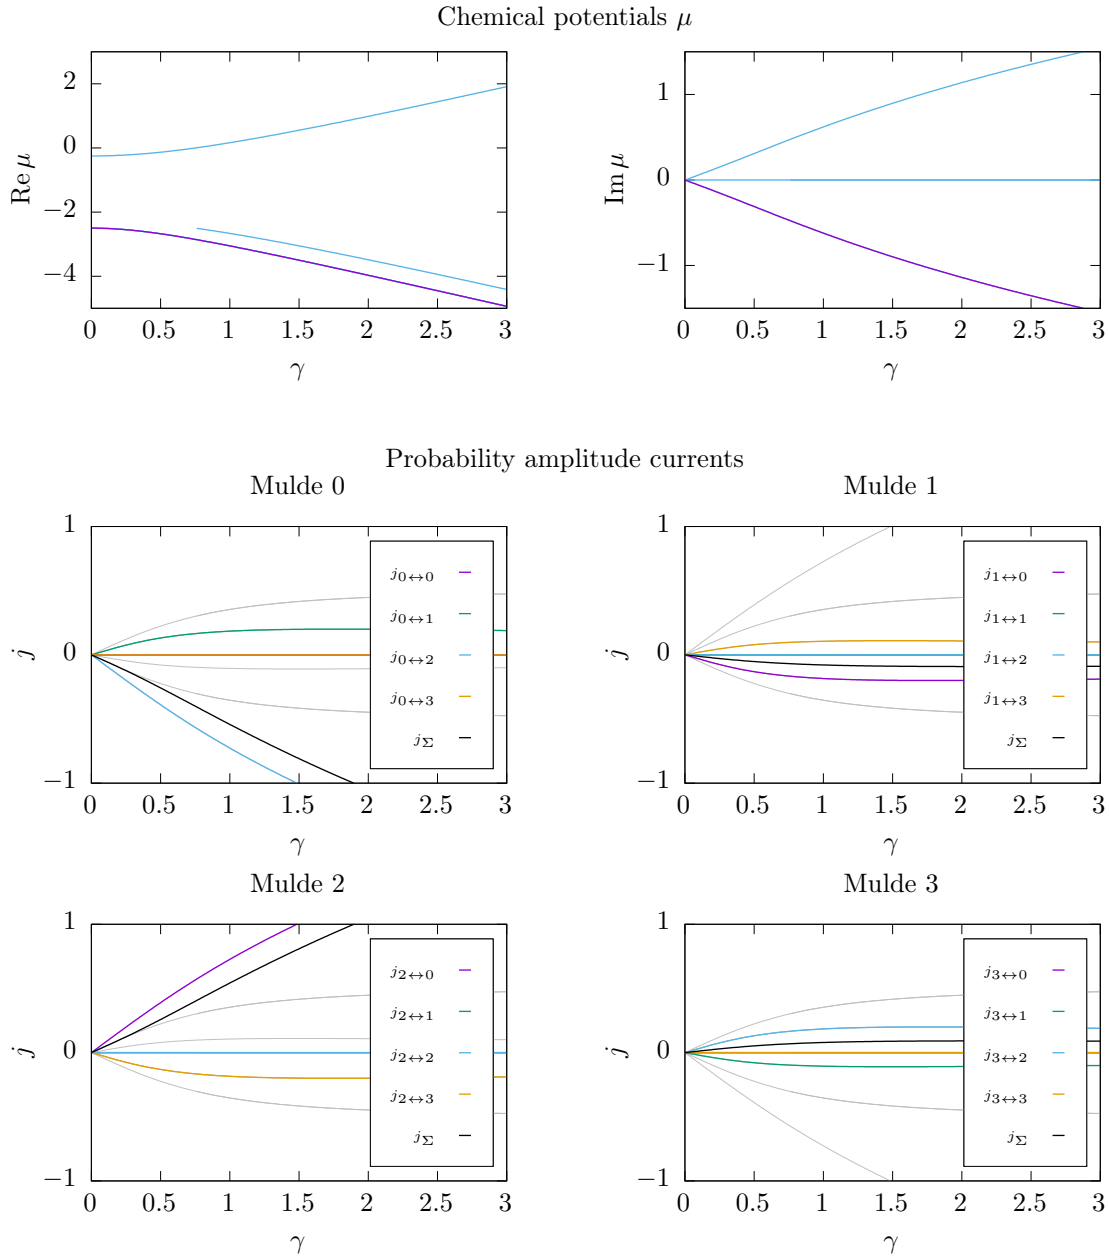 Chemical potentials μ
2
0
−2
−4
Re μ
0 0.5 1 1.5 2 2.5 3
γ
1
0
−1
Im μ
0 0.5 1 1.5 2 2.5 3
γ
Probability amplitude currents
Mulde 0
1
0
−1
j
0 0.5 1 1.5 2 2.5 3
γ
j0↔0
j0↔1
j0↔2
j0↔3
jΣ
Mulde 1
1
0
−1
j
0 0.5 1 1.5 2 2.5 3
γ
j1↔0
j1↔1
j1↔2
j1↔3
jΣ
Mulde 2
1
0
−1
j
0 0.5 1 1.5 2 2.5 3
γ
j2↔0
j2↔1
j2↔2
j2↔3
jΣ
Mulde 3
1
0
−1
j
0 0.5 1 1.5 2 2.5 3
γ
j3↔0
j3↔1
j3↔2
j3↔3
jΣ